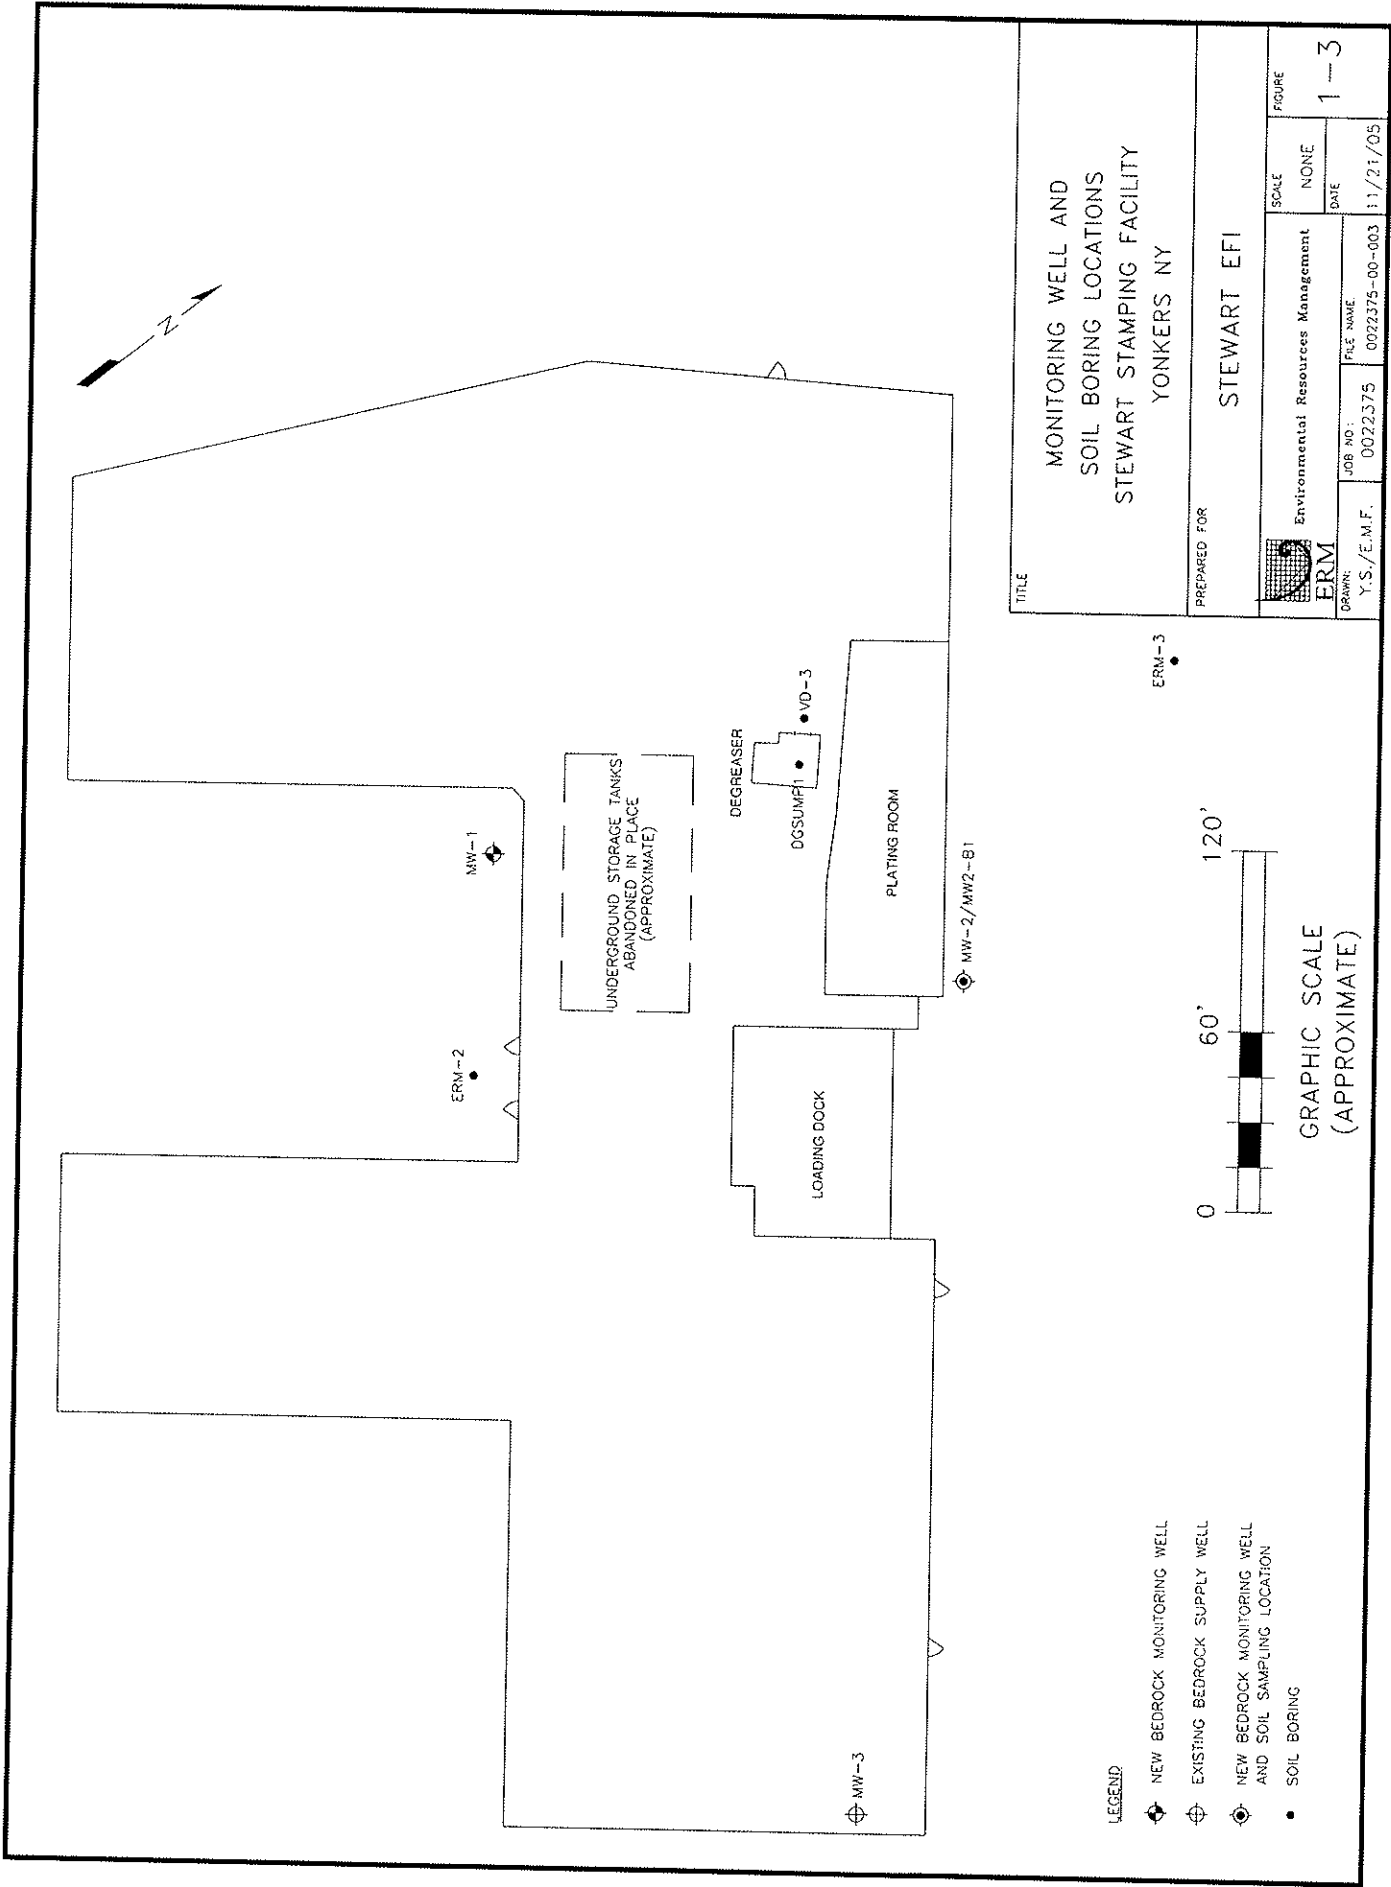 N
MW-1
ERM-2
UNDERGROUND STORAGE TANKS
ABANDONED IN PLACE
(APPROXIMATE)
DEGREASER
VD-3
DGSUMP1
PLATING ROOM
LOADING DOCK
MW-2/MW2-B1
ERM-3
MW-3
0 60' 120'
GRAPHIC SCALE
(APPROXIMATE)
LEGEND
NEW BEDROCK MONITORING WELL
EXISTING BEDROCK SUPPLY WELL
NEW BEDROCK MONITORING WELL
AND SOIL SAMPLING LOCATION
SOIL BORING
TITLE
MONITORING WELL AND
SOIL BORING LOCATIONS
STEWART STAMPING FACILITY
YONKERS NY
PREPARED FOR
STEWART EFI
ERM
Environmental Resources Management
SCALE
NONE
FIGURE
1-3
DRAWN:
Y.S./E.M.F.
JOB NO:
0022375
FILE NAME:
0022375-00-003
DATE
11/21/05